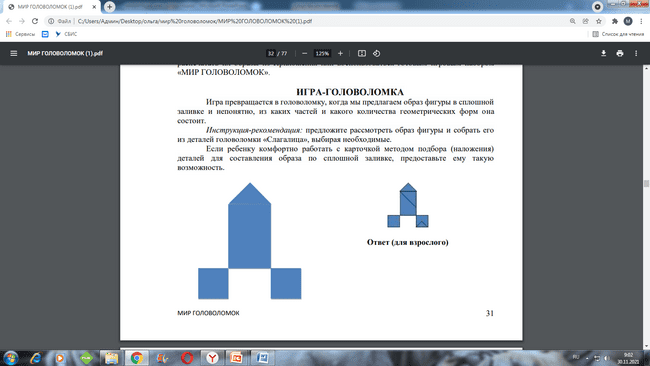 МИР ГОЛОВОЛОМОК (1).pdf
C:/Users/Админ/Desktop/ольга/мир%20головоломок/МИР%20ГОЛОВОЛОМОК%20(1).pdf
Сервисы СБИС Список для чтения
МИР ГОЛОВОЛОМОК (1).pdf 32 / 77 125%
«МИР ГОЛОВОЛОМОК».
ИГРА-ГОЛОВОЛОМКА
Игра превращается в головоломку, когда мы предлагаем образ фигуры в сплошной
заливке и непонятно, из каких частей и какого количества геометрических форм она
состоит.
Инструкция-рекомендация: предложите рассмотреть образ фигуры и собрать его
из деталей головоломки «Слагалица», выбирая необходимые.
Если ребенку комфортно работать с карточкой методом подбора (наложения)
деталей для составления образа по сплошной заливке, предоставьте ему такую
возможность.
Ответ (для взрослого)
МИР ГОЛОВОЛОМОК 31
RU 9:02
30.11.2021